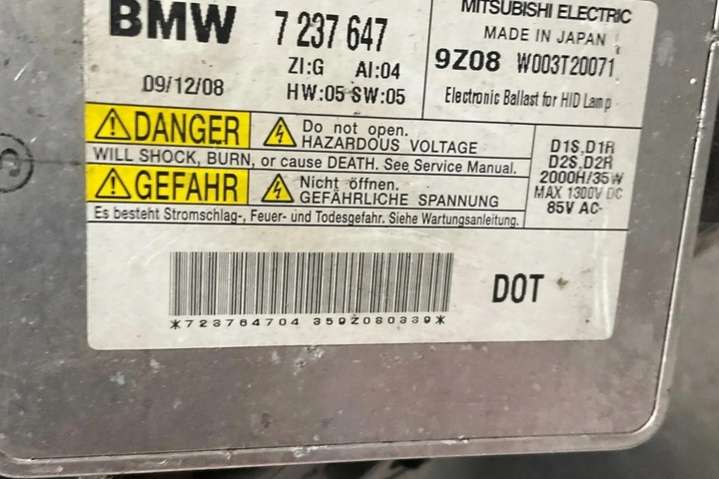 BMW 7 237 647
ZI:G AI:04
09/12/08
HW:05 SW:05
MITSUBISHI ELECTRIC
MADE IN JAPAN
9Z08 W003T20071
Electronic Ballast for HID Lamp
DANGER
Do not open.
HAZARDOUS VOLTAGE
WILL SHOCK, BURN, or cause DEATH. See Service Manual.
GEFAHR
Nicht öffnen.
GEFÄHRLICHE SPANNUNG
Es besteht Stromschlag-, Feuer- und Todesgefahr. Siehe Wartungsanleitung.
D1S,D1R
D2S,D2R
2000H/35W
MAX 1300V DC
85V AC
*723764704 359Z080339*
DOT